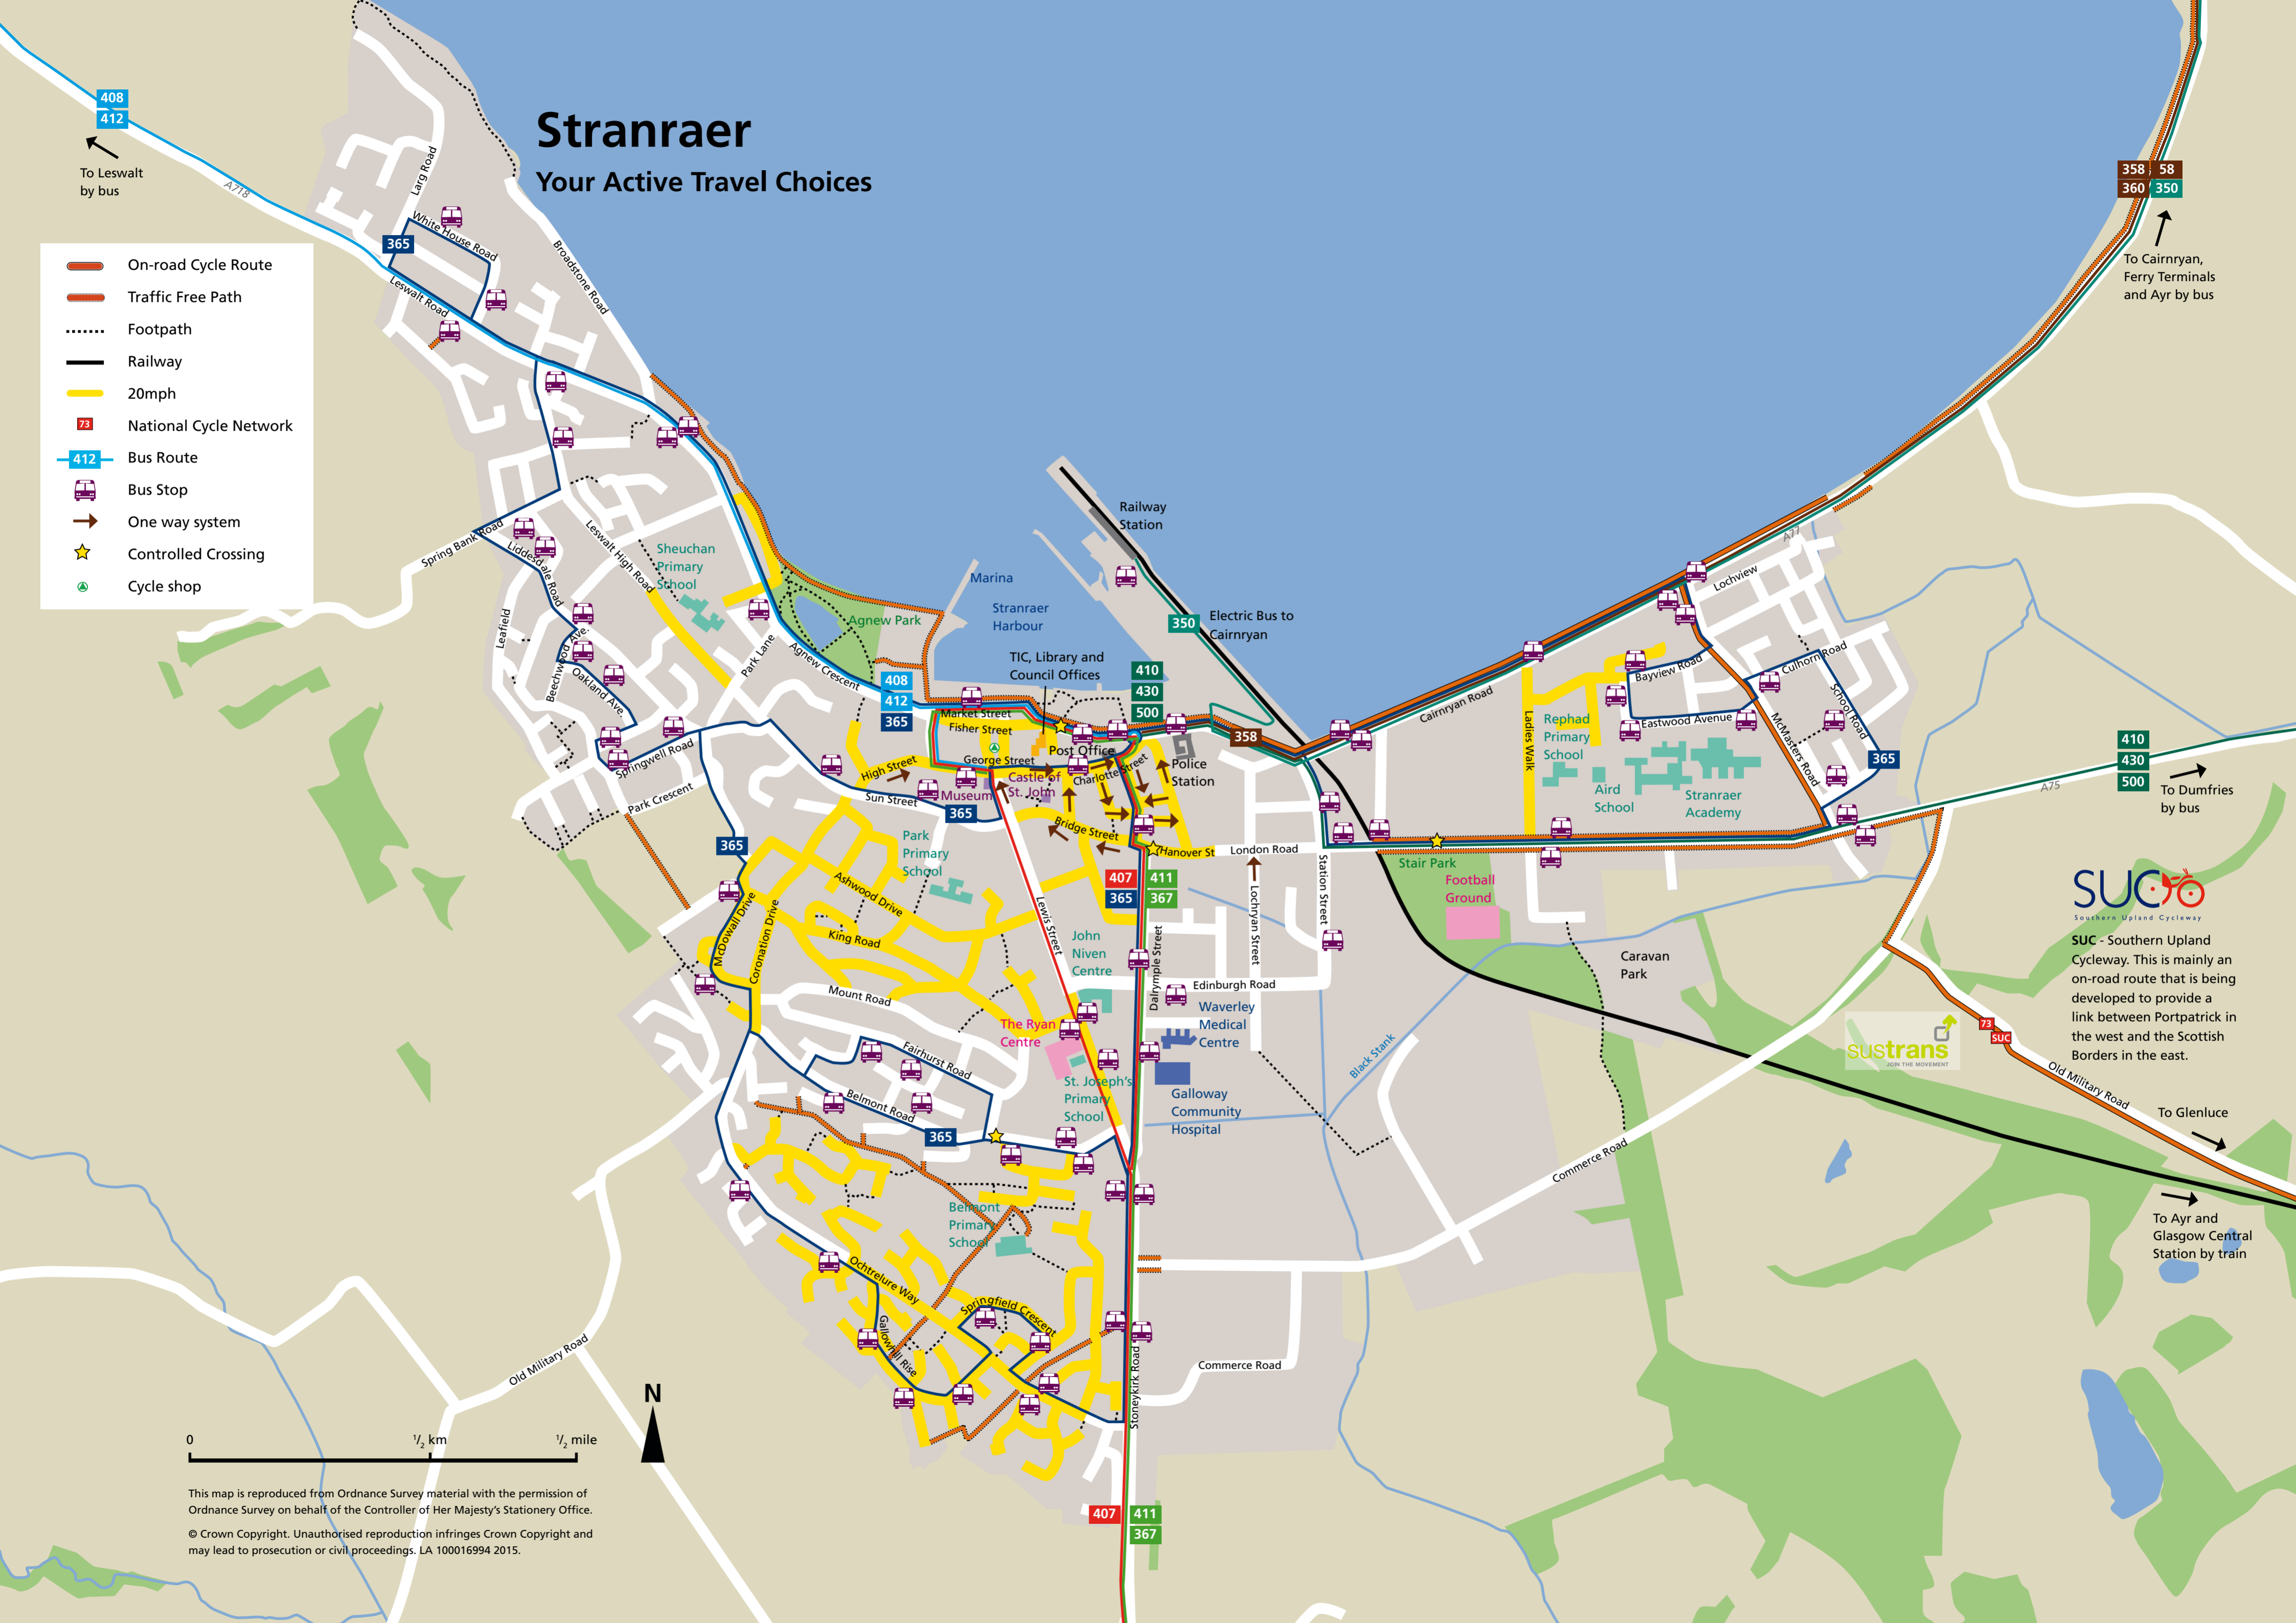 Stranraer
Your Active Travel Choices
408
412
To Leswalt
by bus
A718
On-road Cycle Route
Traffic Free Path
Footpath
Railway
20mph
73
National Cycle Network
412
Bus Route
Bus Stop
One way system
Controlled Crossing
Cycle shop
Larg Road
White House Road
365
Leswalt Road
Broadstone Road
358
58
360
350
To Cairnryan,
Ferry Terminals
and Ayr by bus
Spring Bank Road
Liddesdale Road
Leswalt High Road
Leafield
Beechwood Ave.
Oakland Ave.
Springwell Road
Park Crescent
Sheuchan
Primary
School
Park Lane
Agnew Crescent
Agnew Park
Marina
Stranraer
Harbour
Railway
Station
350
Electric Bus to
Cairnryan
TIC, Library and
Council Offices
410
430
500
408
412
365
Market Street
Fisher Street
George Street
Post Office
Charlotte Street
Castle of
St. John
Museum
High Street
Sun Street
365
Police
Station
358
Bridge Street
Hanover St
London Road
Station Street
Lochryan Street
407
411
365
367
Cairnryan Road
A77
Lochview
Ladies Walk
Rephad
Primary
School
Aird
School
Stranraer
Academy
Bayview Road
Eastwood Avenue
McMasters Road
Culhorn Road
School Road
365
410
430
500
To Dumfries
by bus
A75
Stair Park
Football
Ground
Caravan
Park
365
Park
Primary
School
Ashwood Drive
King Road
McDowall Drive
Coronation Drive
Mount Road
Lewis Street
John
Niven
Centre
Dalrymple Street
Edinburgh Road
Waverley
Medical
Centre
The Ryan
Centre
St. Joseph's
Primary
School
Galloway
Community
Hospital
Black Stank
Fairhurst Road
Belmont Road
365
Belmont
Primary
School
Ochtrelure Way
Gallowhill Rise
Springfield Crescent
Stoneykirk Road
Commerce Road
Commerce Road
Old Military Road
407
411
367
SUC
Southern Upland Cycleway
SUC - Southern Upland
Cycleway. This is mainly an
on-road route that is being
developed to provide a
link between Portpatrick in
the west and the Scottish
Borders in the east.
sustrans
JOIN THE MOVEMENT
73
SUC
Old Military Road
To Glenluce
To Ayr and
Glasgow Central
Station by train
N
0
1/2 km
1/2 mile
This map is reproduced from Ordnance Survey material with the permission of
Ordnance Survey on behalf of the Controller of Her Majesty's Stationery Office.
© Crown Copyright. Unauthorised reproduction infringes Crown Copyright and
may lead to prosecution or civil proceedings. LA 100016994 2015.